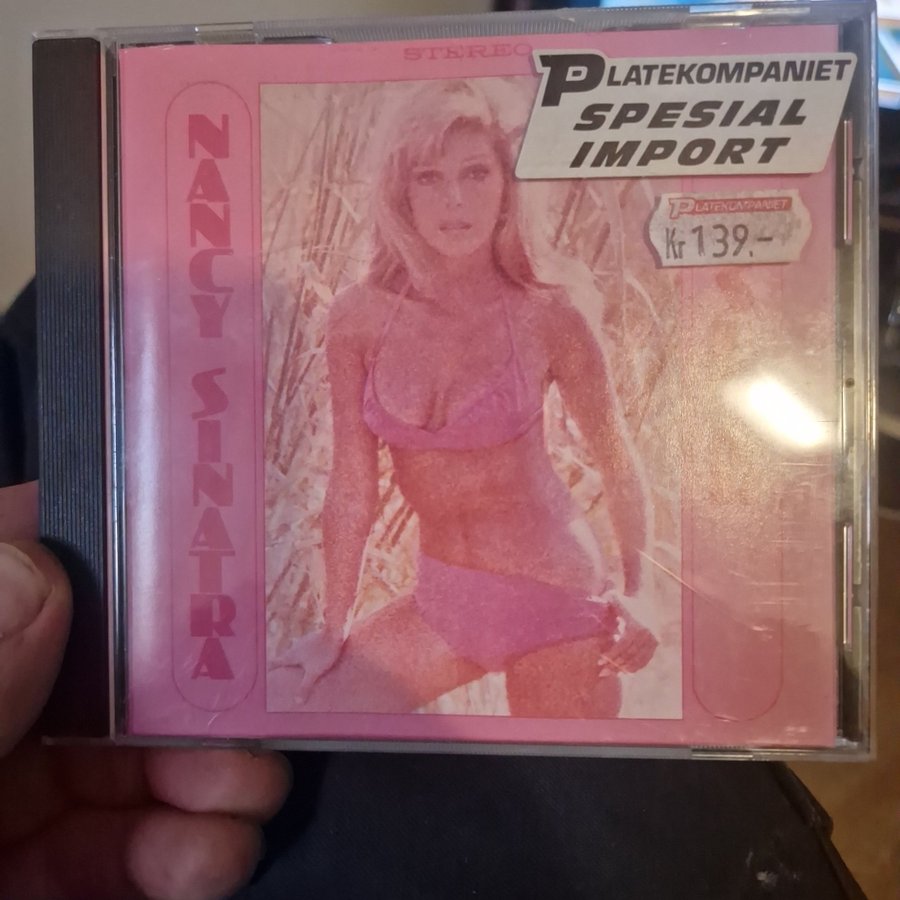 STEREO
NANCY SINATRA
PLATEKOMPANIET
SPESIAL
IMPORT
PLATEKOMPANIET
Kr 139.-